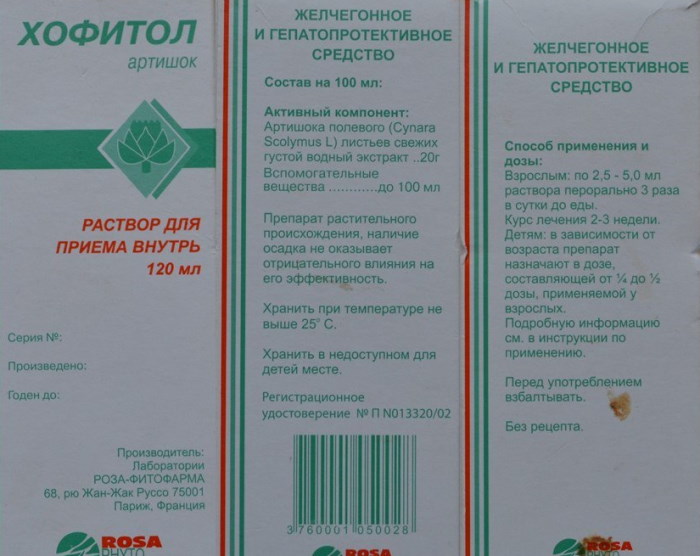 ХОФИТОЛ
артишок
РАСТВОР ДЛЯ
ПРИЕМА ВНУТРЬ
120 мл
Серия №:
Произведено:
Годен до:
Производитель:
Лаборатории
РОЗА-ФИТОФАРМА
68, рю Жан-Жак Руссо 75001
Париж, Франция
ROSA
PHYTO
ЖЕЛЧЕГОННОЕ
И ГЕПАТОПРОТЕКТИВНОЕ
СРЕДСТВО
Состав на 100 мл:
Активный компонент:
Артишока полевого (Cynara
Scolymus L) листьев свежих
густой водный экстракт ..20г
Вспомогательные
вещества ............до 100 мл
Препарат растительного
происхождения, наличие
осадка не оказывает
отрицательного влияния на
его эффективность.
Хранить при температуре не
выше 25° С.
Хранить в недоступном для
детей месте.
Регистрационное
удостоверение № П N013320/02
3760001050028
ROSA
ЖЕЛЧЕГОННОЕ
И ГЕПАТОПРОТЕКТИВНОЕ
СРЕДСТВО
Способ применения и
дозы:
Взрослым: по 2,5 - 5,0 мл
раствора перорально 3 раза
в сутки до еды.
Курс лечения 2-3 недели.
Детям: в зависимости от
возраста препарат
назначают в дозе,
составляющей от ¼ до ½
дозы, применяемой у
взрослых.
Подробную информацию
см. в инструкции по
применению.
Перед употреблением
взбалтывать.
Без рецепта.
ROSA